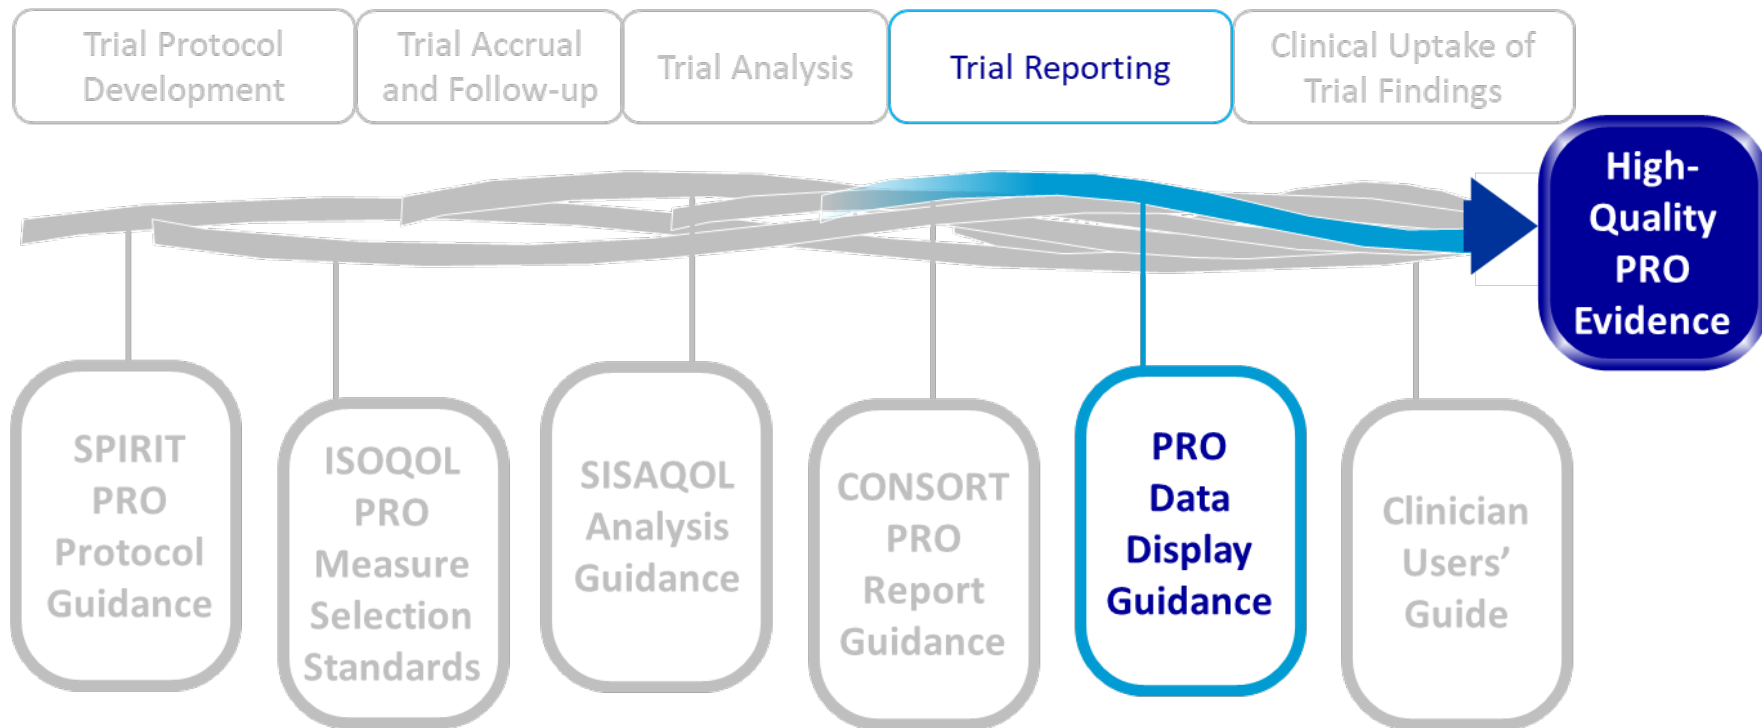 Trial Protocol
Development
Trial Accrual
and Follow-up
Trial Analysis
Trial Reporting
Clinical Uptake of
Trial Findings
High-
Quality
PRO
Evidence
SPIRIT
PRO
Protocol
Guidance
ISOQOL
PRO
Measure
Selection
Standards
SISAQOL
Analysis
Guidance
CONSORT
PRO
Report
Guidance
PRO
Data
Display
Guidance
Clinician
Users’
Guide